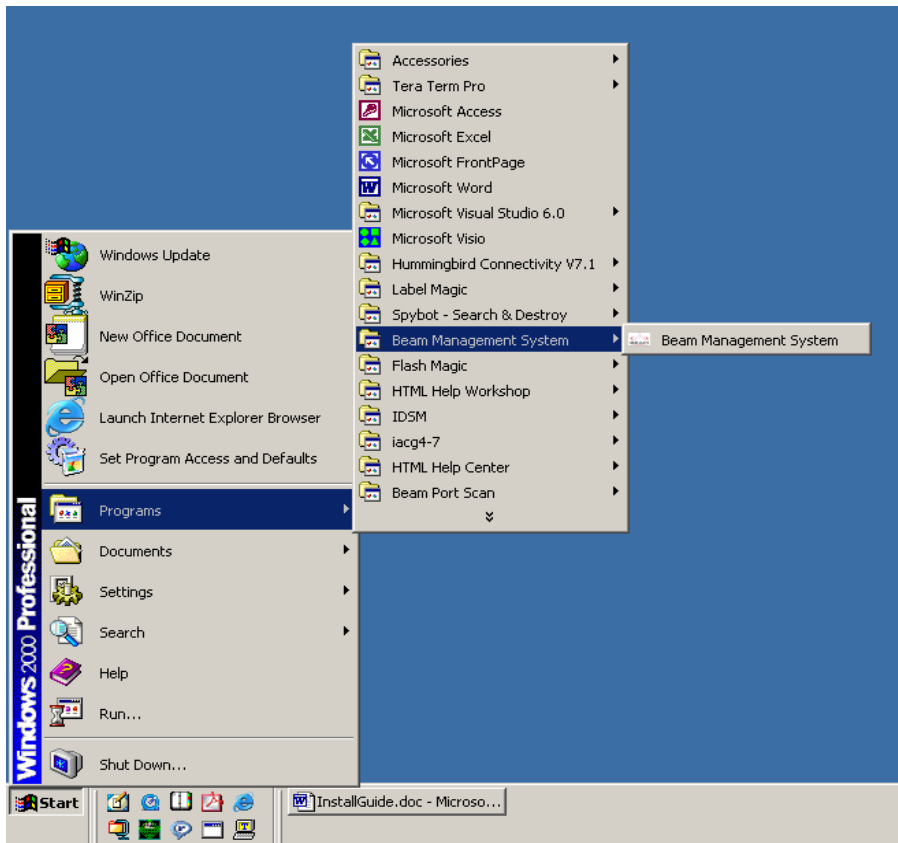 Accessories
Tera Term Pro
Microsoft Access
Microsoft Excel
Microsoft FrontPage
Microsoft Word
Microsoft Visual Studio 6.0
Microsoft Visio
Hummingbird Connectivity V7.1
Label Magic
Spybot - Search & Destroy
Beam Management System
Flash Magic
HTML Help Workshop
IDSM
iacg4-7
HTML Help Center
Beam Port Scan
Beam Management System
Windows Update
WinZip
New Office Document
Open Office Document
Launch Internet Explorer Browser
Set Program Access and Defaults
Programs
Documents
Settings
Search
Help
Run...
Shut Down...
Windows 2000 Professional
Start
InstallGuide.doc - Microso...